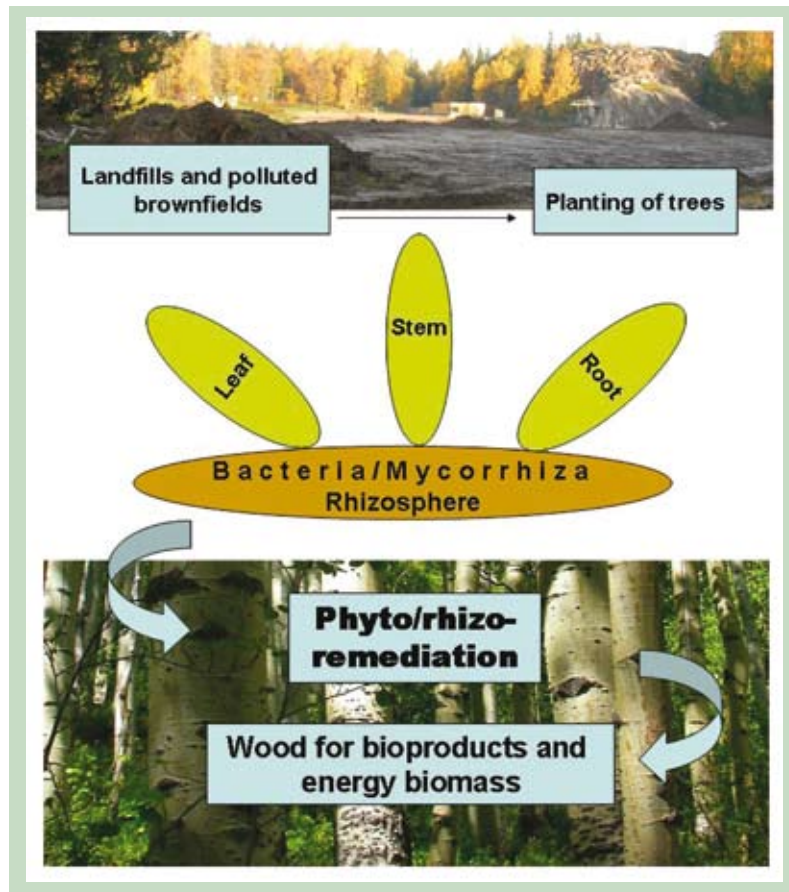 Landfills and polluted
brownfields
Planting of trees
Leaf
Stem
Root
Bacteria/Mycorrhiza
Rhizosphere
Phyto/rhizo-
remediation
Wood for bioproducts and
energy biomass